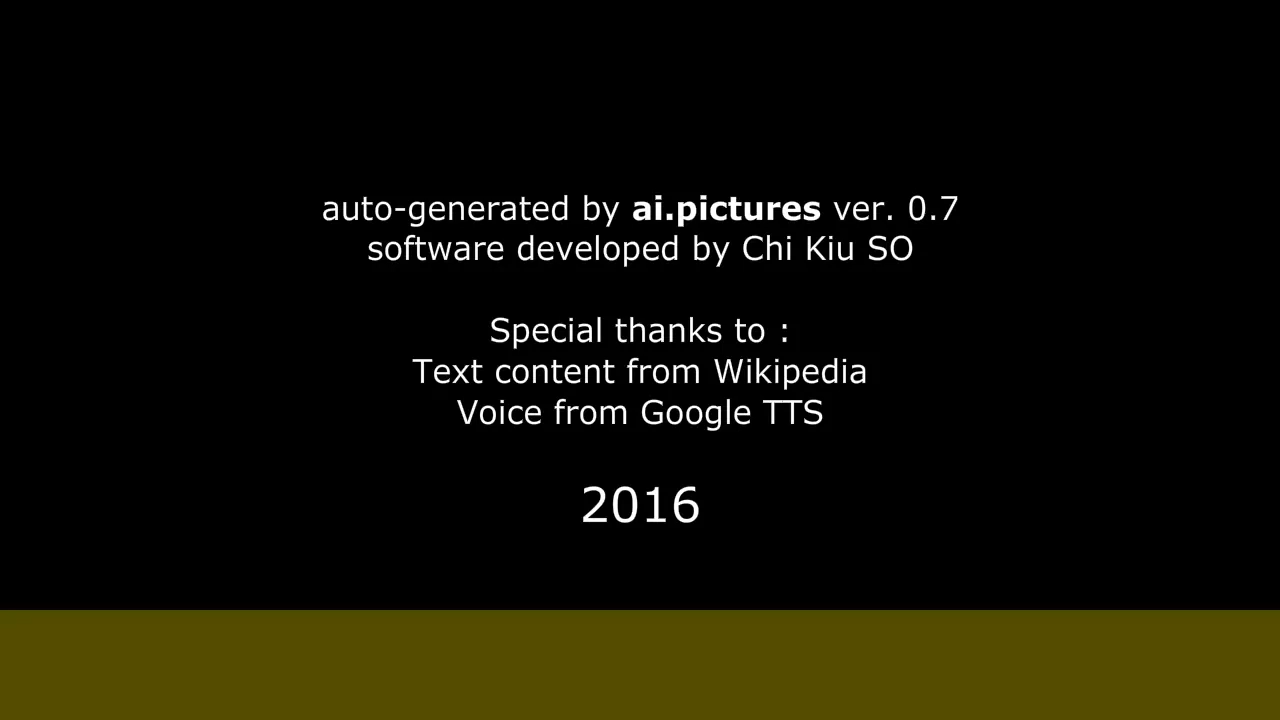 auto-generated by ai.pictures ver. 0.7
software developed by Chi Kiu SO
Special thanks to :
Text content from Wikipedia
Voice from Google TTS
2016